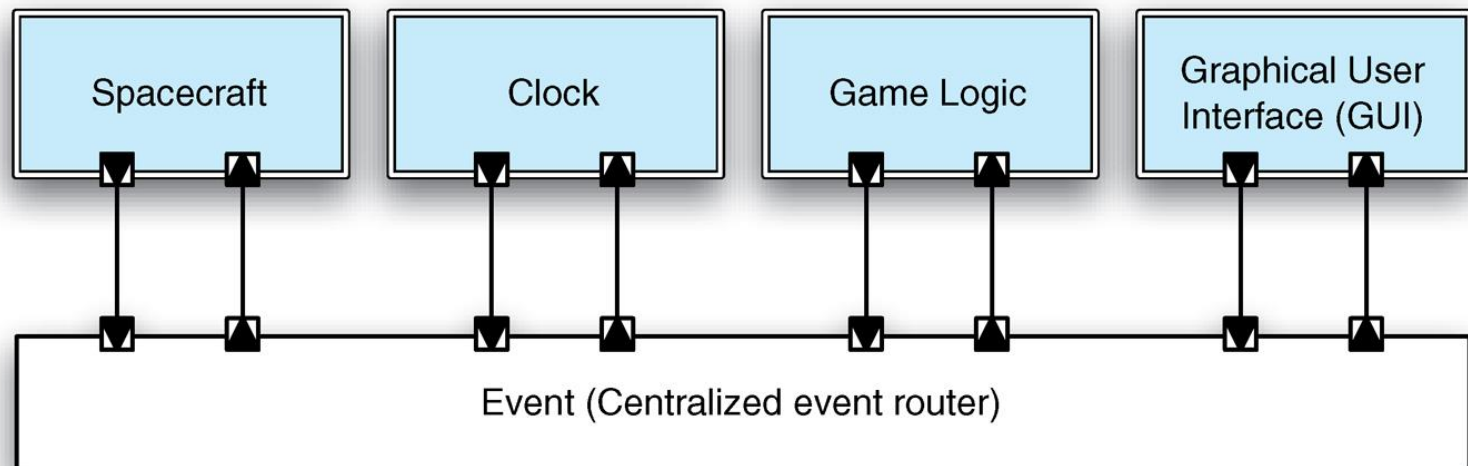 Spacecraft
Clock
Game Logic
Graphical User
Interface (GUI)
Event (Centralized event router)